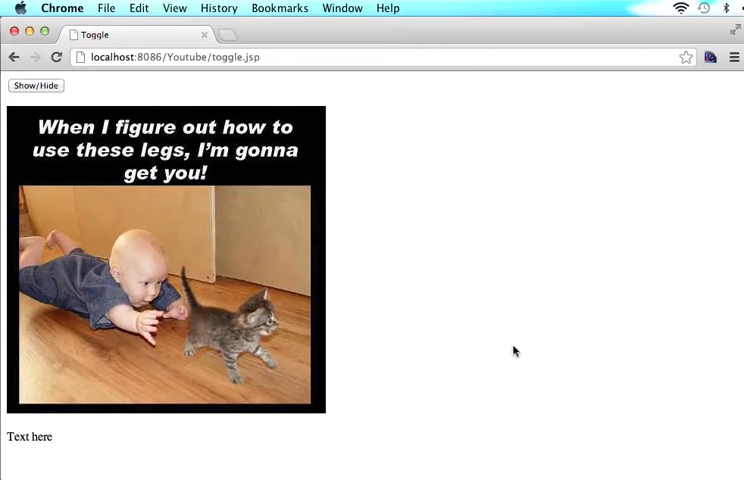 Chrome File Edit View History Bookmarks Window Help
Toggle
localhost:8086/Youtube/toggle.jsp
Show/Hide
When I figure out how to
use these legs, I'm gonna
get you!
Text here